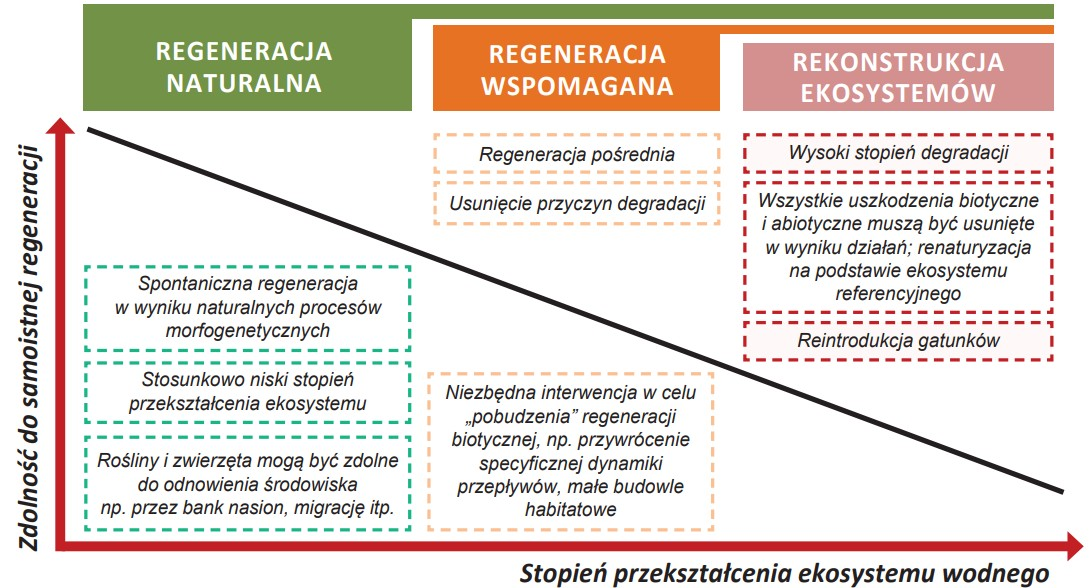 REGENERACJA
NATURALNA
REGENERACJA
WSPOMAGANA
REKONSTRUKCJA
EKOSYSTEMÓW
Zdolność do samoistnej regeneracji
Spontaniczna regeneracja
w wyniku naturalnych procesów
morfogenetycznych
Stosunkowo niski stopień
przekształcenia ekosystemu
Rośliny i zwierzęta mogą być zdolne
do odnowienia środowiska
np. przez bank nasion, migrację itp.
Regeneracja pośrednia
Usunięcie przyczyn degradacji
Niezbędna interwencja w celu
„pobudzenia” regeneracji
biotycznej, np. przywrócenie
specyficznej dynamiki
przepływów, małe budowle
habitatowe
Wysoki stopień degradacji
Wszystkie uszkodzenia biotyczne
i abiotyczne muszą być usunięte
w wyniku działań; renaturyzacja
na podstawie ekosystemu
referencyjnego
Reintrodukcja gatunków
Stopień przekształcenia ekosystemu wodnego